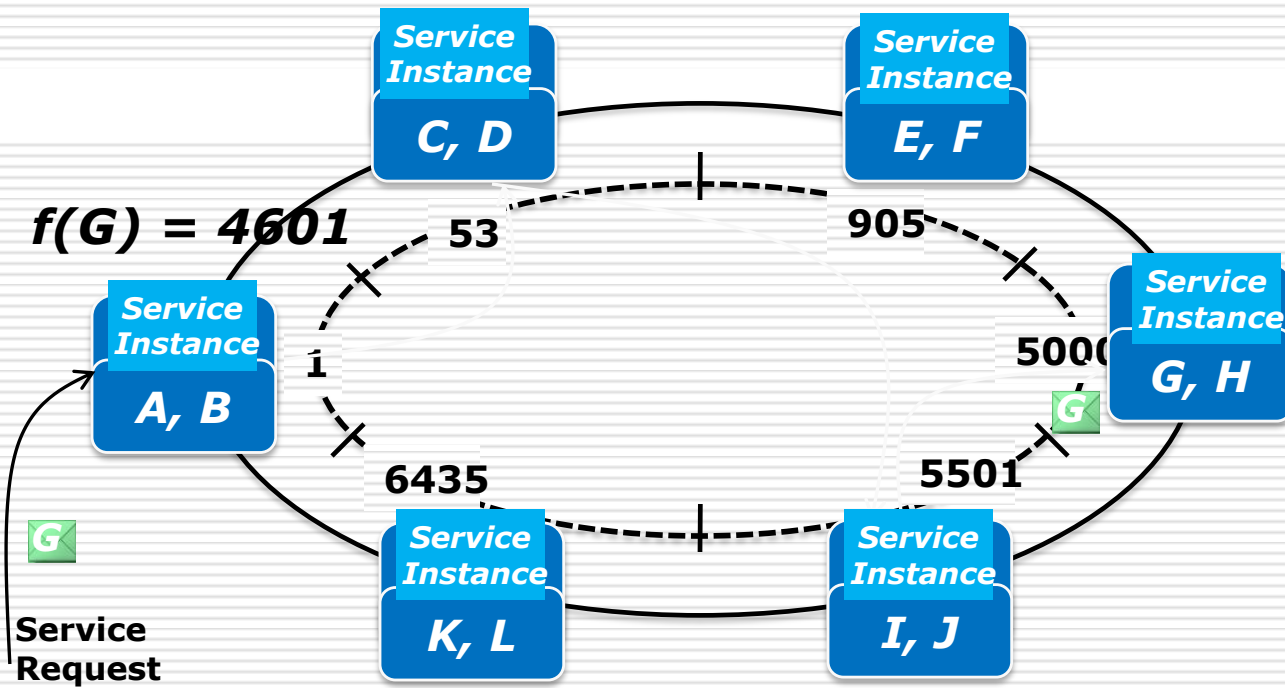 Service
Instance
C, D
Service
Instance
E, F
f(G) = 4601
53
905
Service
Instance
A, B
1
5000
Service
Instance
G, H
G
6435
5501
G
Service
Instance
K, L
Service
Instance
I, J
Service
Request